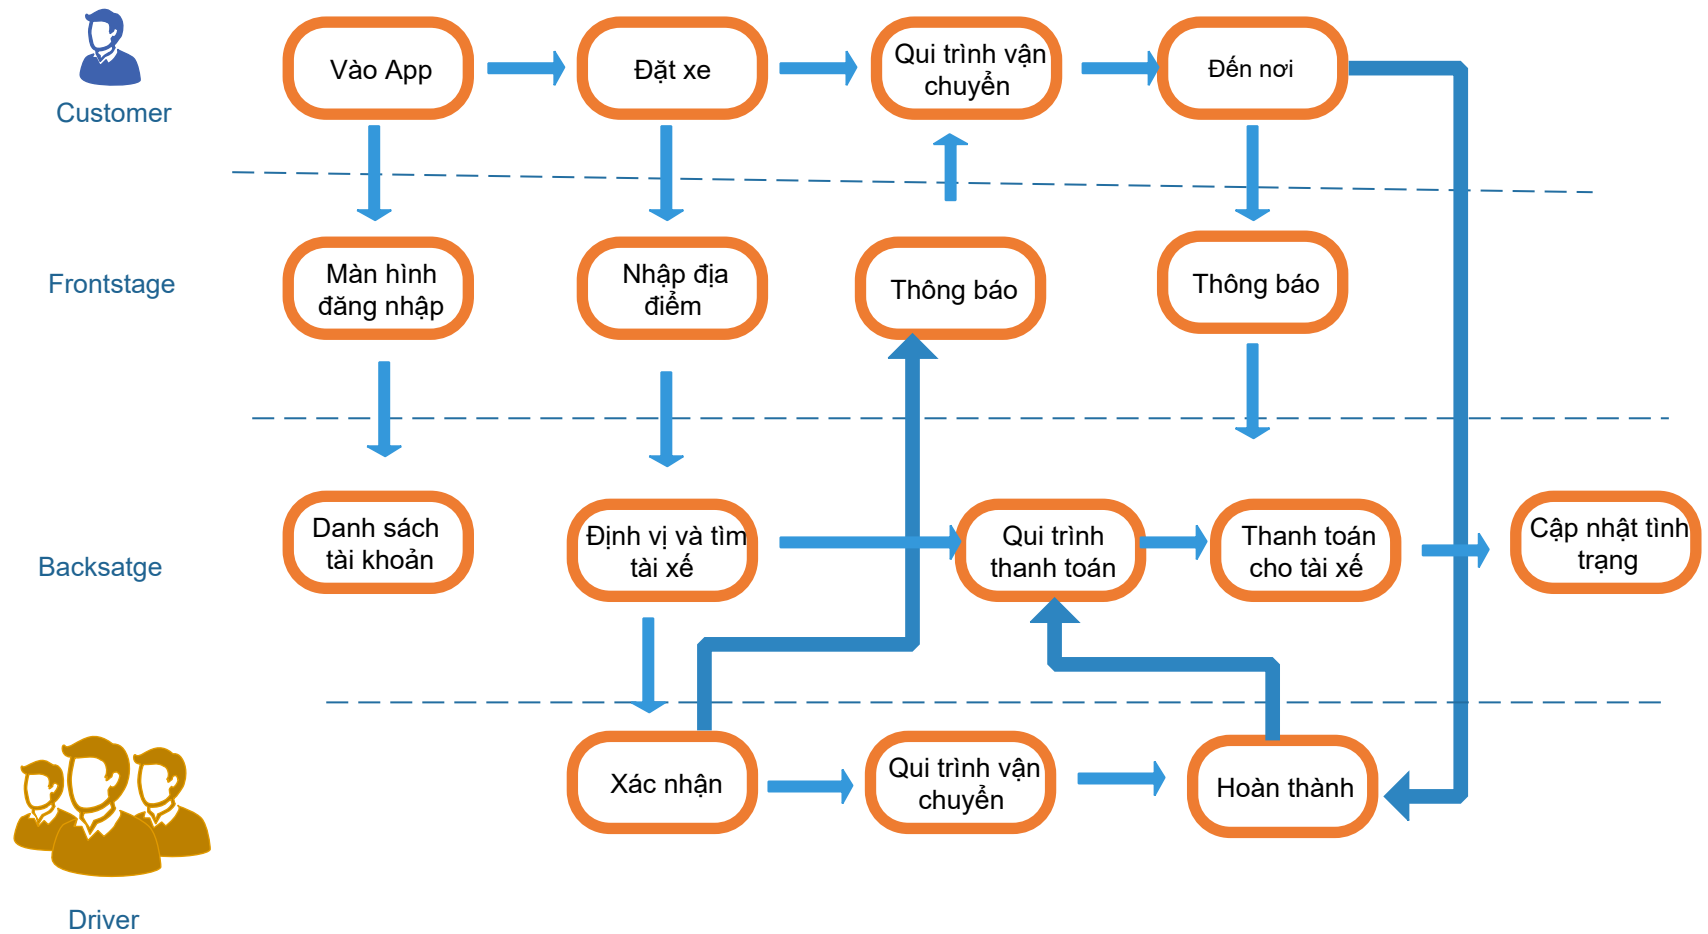 Customer
Vào App
Đặt xe
Qui trình vận
chuyển
Đến nơi
Frontstage
Màn hình
đăng nhập
Nhập địa
điểm
Thông báo
Thông báo
Backsatge
Danh sách
tài khoản
Định vị và tìm
tài xế
Qui trình
thanh toán
Thanh toán
cho tài xế
Cập nhật tình
trạng
Driver
Xác nhận
Qui trình vận
chuyển
Hoàn thành